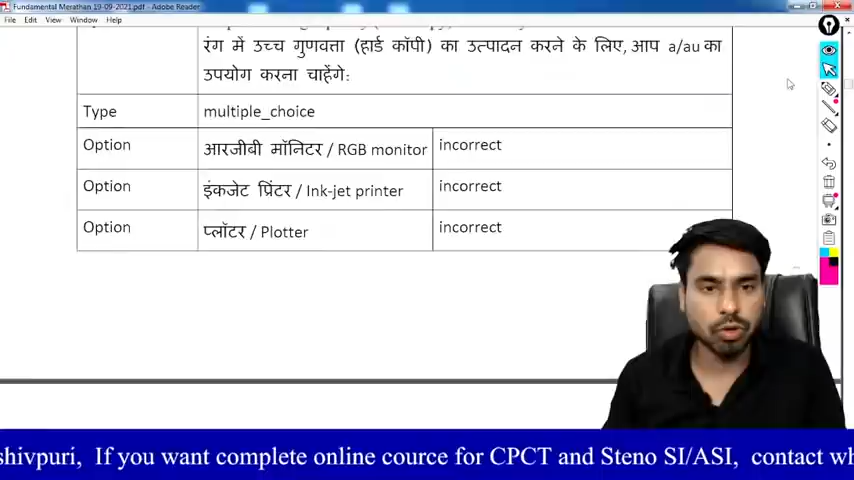 Fundamental Merathan 19-09-2021.pdf - Adobe Reader
File Edit View Window Help
रंग में उच्च गुणवत्ता (हार्ड कॉपी) का उत्पादन करने के लिए, आप a/au का
उपयोग करना चाहेंगे:
Type multiple_choice
Option आरजीबी मॉनिटर / RGB monitor incorrect
Option इंकजेट प्रिंटर / Ink-jet printer incorrect
Option प्लॉटर / Plotter incorrect
shivpuri, If you want complete online cource for CPCT and Steno SI/ASI, contact wh